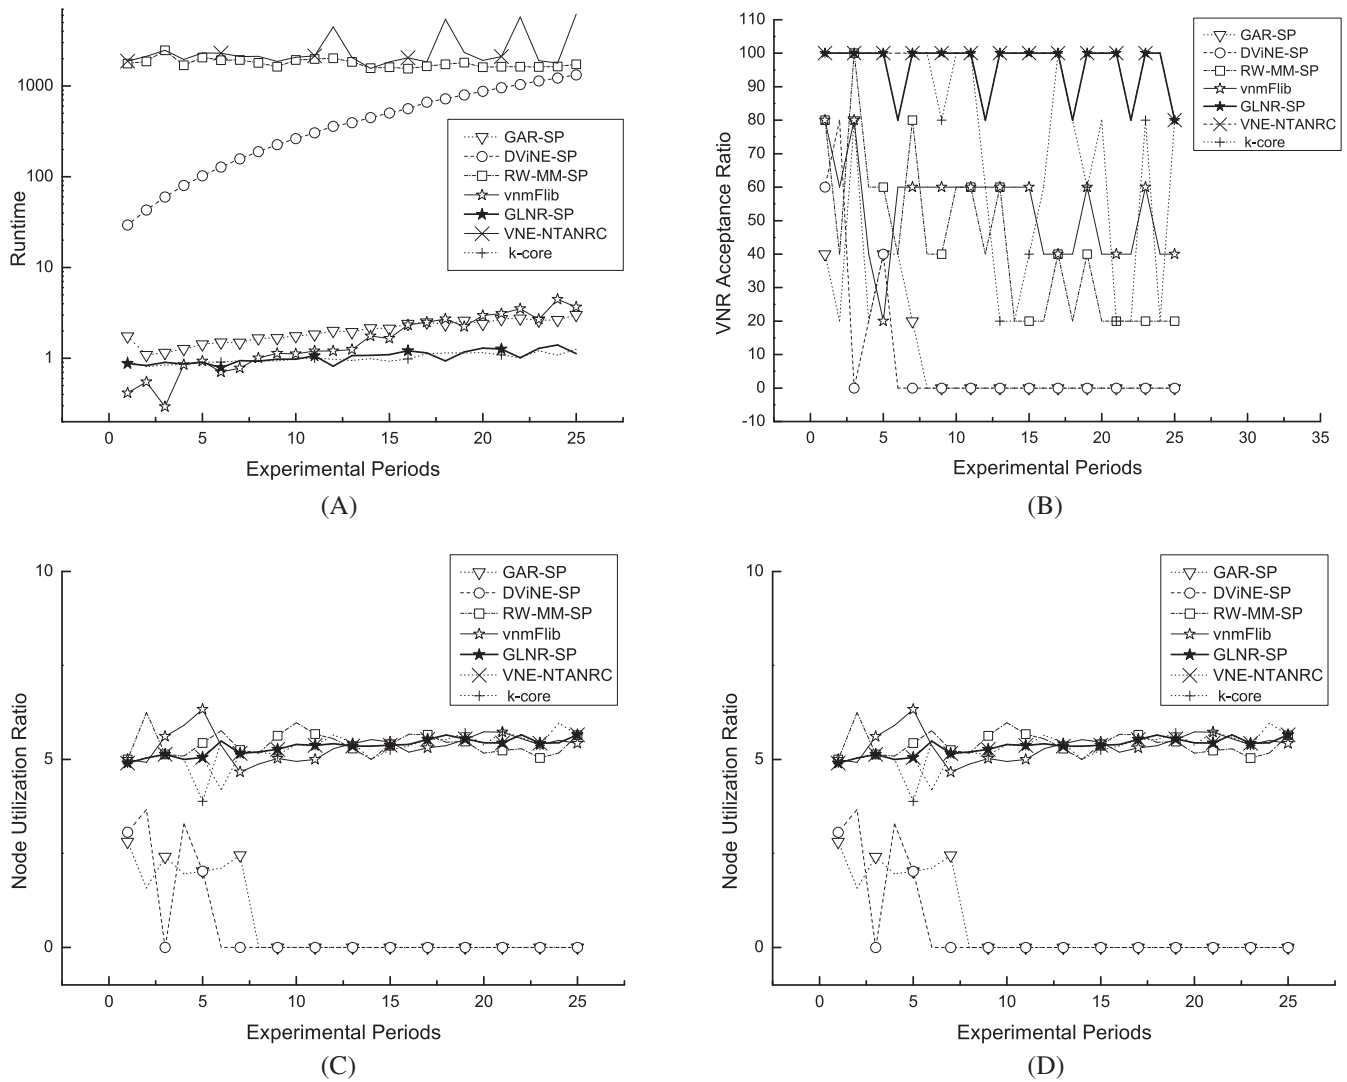 1000
100
10
1
Runtime
0
5
10
15
20
25
Experimental Periods
GAR-SP
DViNE-SP
RW-MM-SP
vnmFlib
GLNR-SP
VNE-NTANRC
k-core
(A)
110
100
90
80
70
60
50
40
30
20
10
0
-10
VNR Acceptance Ratio
0
5
10
15
20
25
30
35
Experimental Periods
GAR-SP
DViNE-SP
RW-MM-SP
vnmFlib
GLNR-SP
VNE-NTANRC
k-core
(B)
10
5
0
Node Utilization Ratio
0
5
10
15
20
25
Experimental Periods
GAR-SP
DViNE-SP
RW-MM-SP
vnmFlib
GLNR-SP
VNE-NTANRC
k-core
(C)
10
5
0
Node Utilization Ratio
0
5
10
15
20
25
Experimental Periods
GAR-SP
DViNE-SP
RW-MM-SP
vnmFlib
GLNR-SP
VNE-NTANRC
k-core
(D)